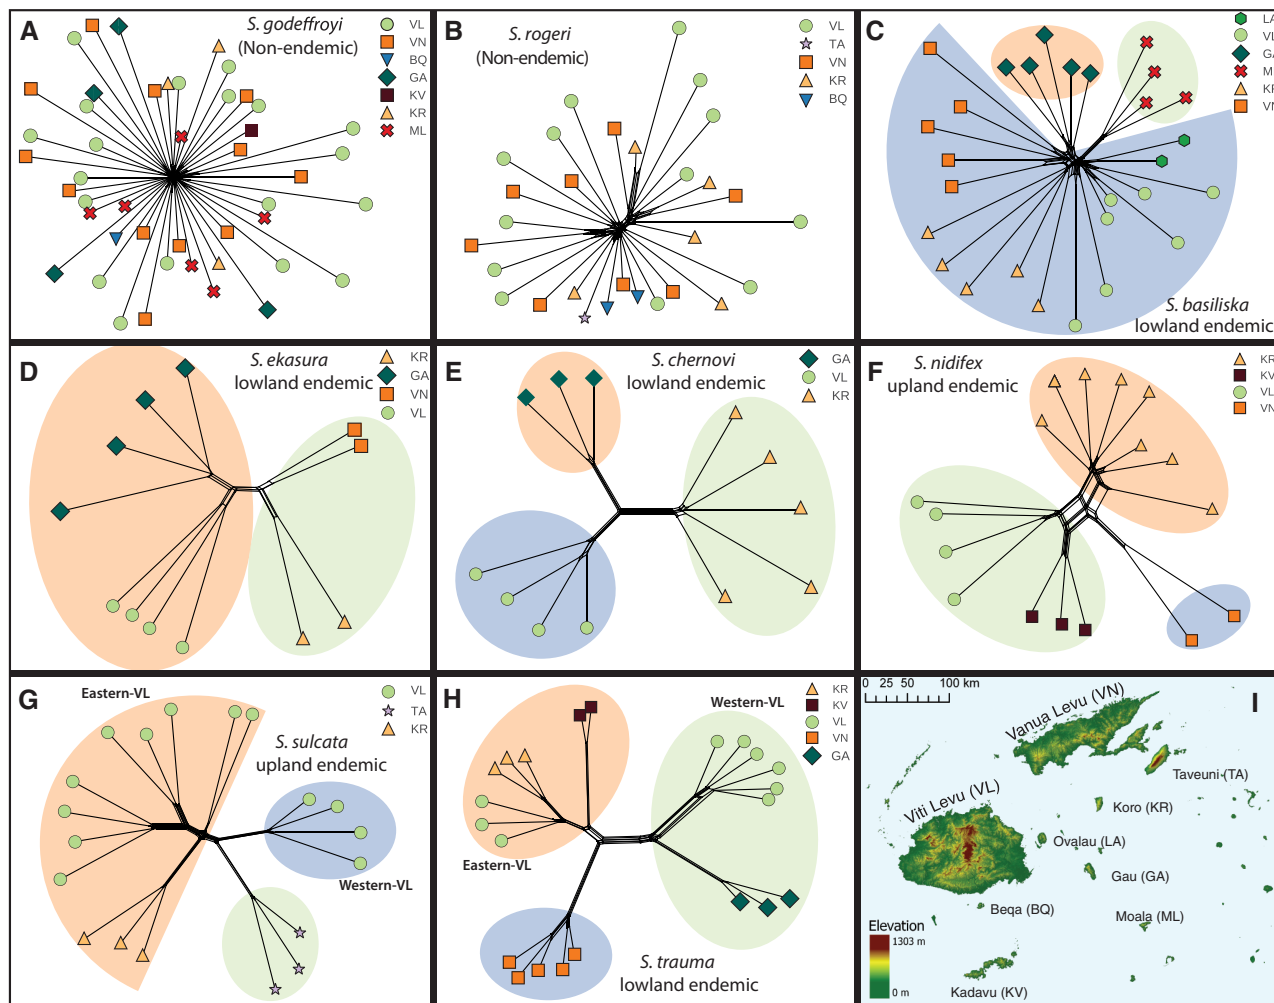 A
S. godeffroyi
(Non-endemic)
VL
VN
BQ
GA
KV
KR
ML
B
S. rogeri
(Non-endemic)
VL
TA
VN
KR
BQ
C
S. basiliska
lowland endemic
D
S. ekasura
lowland endemic
KR
GA
VN
VL
E
S. chernovi
lowland endemic
GA
VL
KR
F
S. nidifex
upland endemic
KR
KV
VL
VN
G
Eastern-VL
S. sulcata
upland endemic
Western-VL
VL
TA
KR
H
Western-VL
Eastern-VL
S. trauma
lowland endemic
KR
KV
VL
VN
GA
I
0 25 50 100 km
Vanua Levu (VN)
Taveuni (TA)
Viti Levu (VL)
Koro (KR)
Ovalau (LA)
Gau (GA)
Beqa (BQ)
Moala (ML)
Kadavu (KV)
Elevation
1303 m
0 m